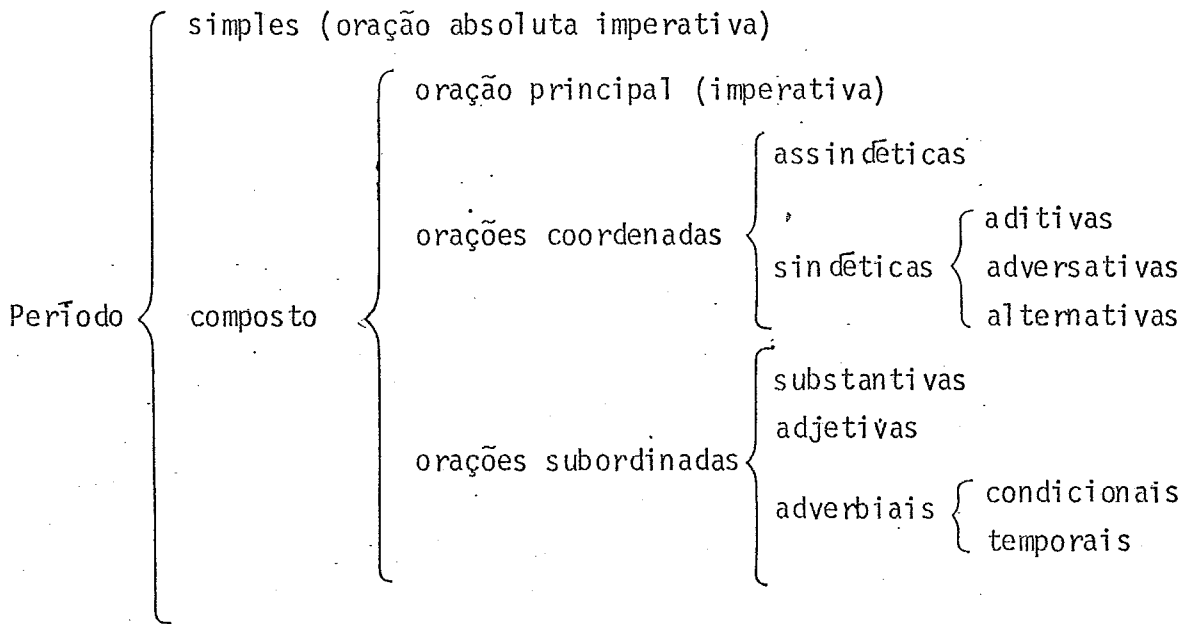 simples (oração absoluta imperativa)
oração principal (imperativa)
assindéticas
orações coordenadas
aditivas
sindéticas
adversativas
Período
composto
alternativas
substantivas
adjetivas
orações subordinadas
adverbiais
condicionais
temporais